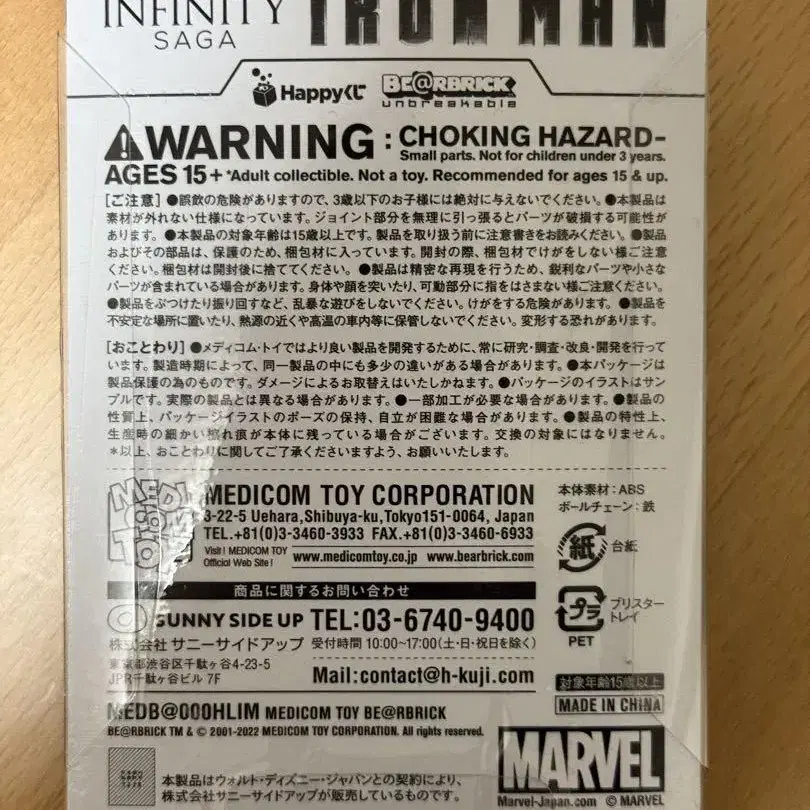 INFINITY
SAGA
IRON MAN
Happyくじ
BE@RBRICK
unbreakable
WARNING : CHOKING HAZARD-
Small parts. Not for children under 3 years.
AGES 15+ *Adult collectible. Not a toy. Recommended for ages 15 & up.
[ご注意] ●誤飲の危険がありますので、3歳以下のお子様には絶対に与えないでください。●本製品は
素材が外れない仕様になっています。ジョイント部分を無理に引っ張るとパーツが破損する可能性が
あります。 ●本製品の対象年齢は15歳以上です。製品を取り扱う前に注意書きをお読みください。●製品
およびその部品は、保護のため、梱包材に入っています。開封の際、梱包材でけがをしない様ご注意
ください。梱包材は開封後に捨ててください。 ●製品は精密な再現を行うため、鋭利なパーツや小さな
パーツが含まれている場合があります。身体や顔を突いたり、可動部分に指をはさまない様ご注意ください。
●製品をぶつけたり振り回すなど、乱暴な遊びをしないでください。けがをする危険があります。 ●製品を
不安定な場所に置いたり、熱源の近くや高温の車内等に保管しないでください。変形する恐れがあります。
[おことわり] ●メディコム・トイではより良い製品を開発するために、常に研究・調査・改良・開発を行って
います。製造時期によって、同一製品の中にも多少の違いがある場合があります。 ●本パッケージは
製品保護の為のものです。ダメージによるお取替えはいたしかねます。 ●パッケージのイラストはサン
プルです。実際の製品とは異なる場合があります。 ●一部加工が必要な場合があります。 ●製品の
性質上、パッケージイラストのポーズの保持、自立が困難な場合があります。 ●製品の特性上、
生産時の細かい擦れ痕が本体に残っている場合がございます。交換の対象にはなりません。
*以上、おことわりに関してご了承くださいますよう、お願いいたします。
MEDICOM TOY
MEDICOM TOY CORPORATION
3-22-5 Uehara,Shibuya-ku,Tokyo151-0064, Japan
TEL.+81(0)3-3460-3933 FAX.+81(0)3-3460-6933
Visit ! MEDICOM TOY
Official Web Site !
www.medicomtoy.co.jp www.bearbrick.com
本体素材：ABS
ボールチェーン：鉄
紙 台紙
プラ ブリスター
トレイ
PET
商品に関するお問い合わせ
SUNNY SIDE UP TEL:03-6740-9400
株式会社 サニーサイドアップ 受付時間 10:00~17:00(土・日・祝日を除く)
東京都渋谷区千駄ヶ谷4-23-5
JPR千駄ヶ谷ビル 7F
Mail:contact@h-kuji.com
対象年齢15歳以上
MADE IN CHINA
MEDB@000HLIM MEDICOM TOY BE@RBRICK
BE@RBRICK TM & © 2001-2022 MEDICOM TOY CORPORATION. All rights reserved.
本製品はウォルト・ディズニー・ジャパンとの契約により、
株式会社サニーサイドアップが販売しているものです。
MARVEL
Marvel-Japan.com © MARVEL